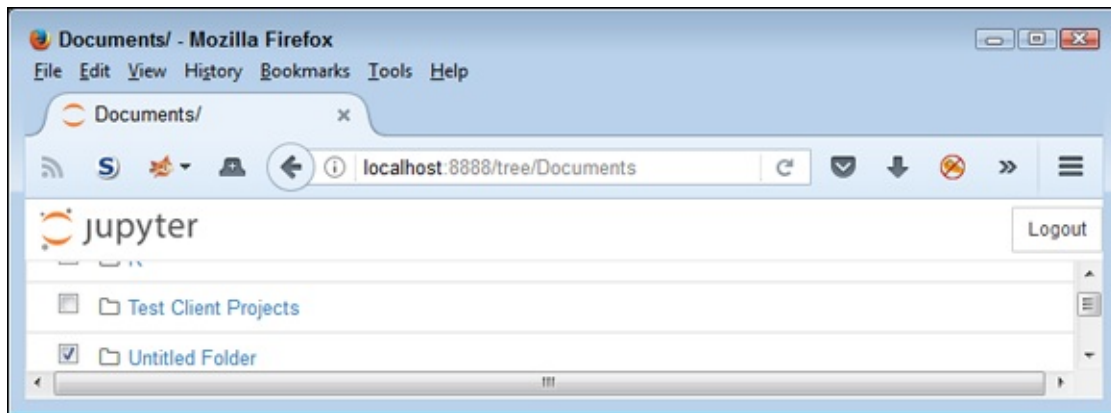 Documents/ - Mozilla Firefox
File Edit View History Bookmarks Tools Help
Documents/
S localhost:8888/tree/Documents
jupyter Logout
Test Client Projects
Untitled Folder